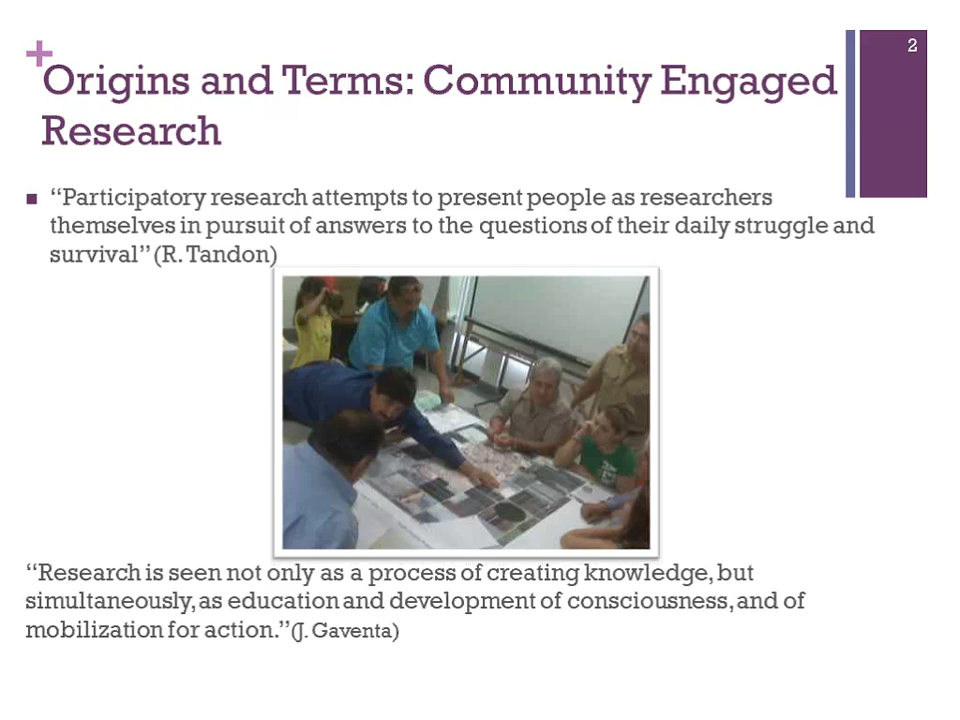 2
+
Origins and Terms: Community Engaged
Research
“Participatory research attempts to present people as researchers
themselves in pursuit of answers to the questions of their daily struggle and
survival” (R. Tandon)
“Research is seen not only as a process of creating knowledge, but
simultaneously, as education and development of consciousness, and of
mobilization for action.” (J. Gaventa)